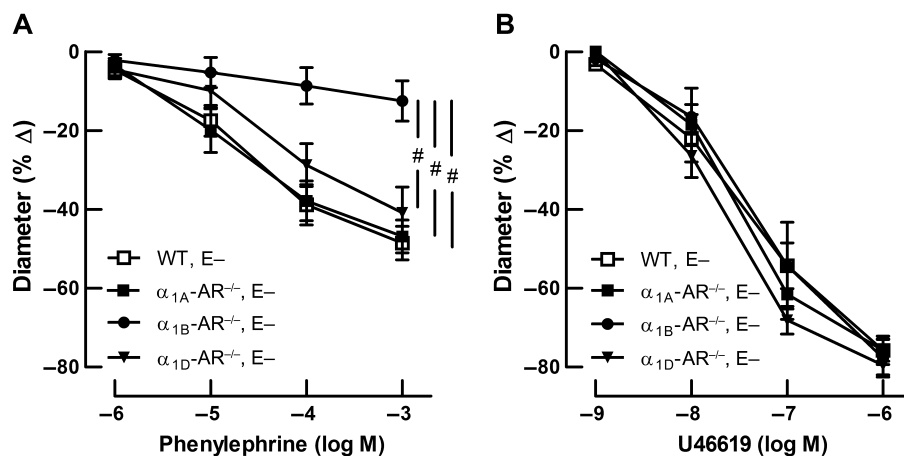 A
0
−20
−40
−60
−80
Diameter (% Δ)
#
#
#
WT, E–
α1A-AR–/–, E–
α1B-AR–/–, E–
α1D-AR–/–, E–
−6 −5 −4 −3
Phenylephrine (log M)
B
0
−20
−40
−60
−80
Diameter (% Δ)
WT, E–
α1A-AR–/–, E–
α1B-AR–/–, E–
α1D-AR–/–, E–
−9 −8 −7 −6
U46619 (log M)